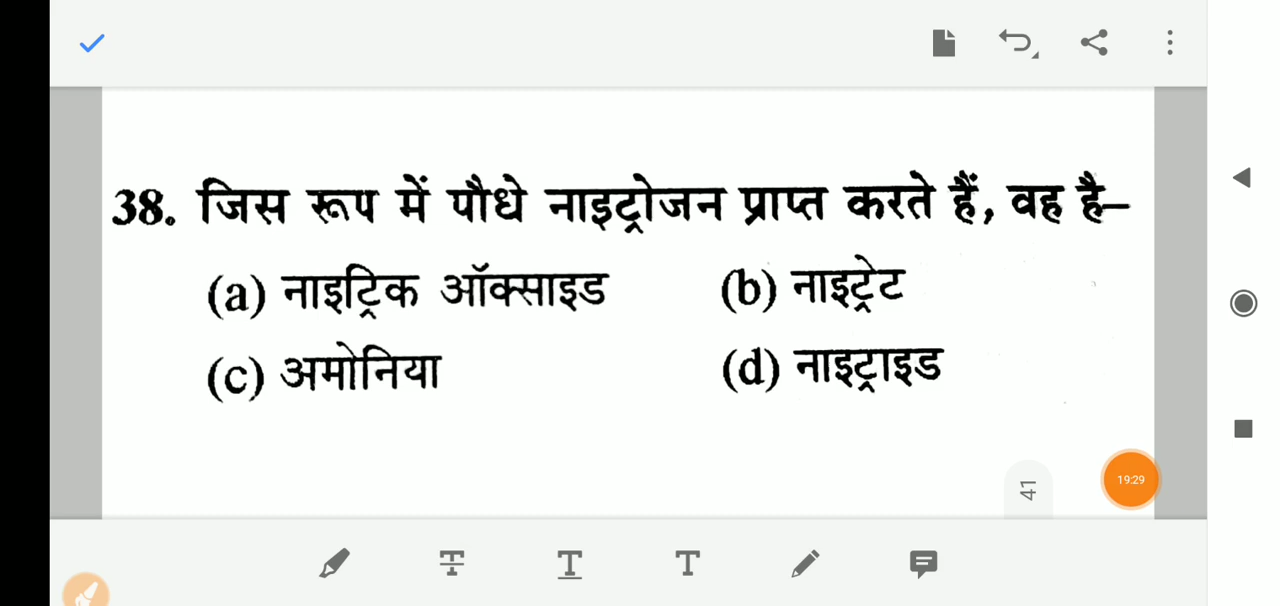 38. जिस रूप में पौधे नाइट्रोजन प्राप्त करते हैं, वह है–
(a) नाइट्रिक ऑक्साइड (b) नाइट्रेट
(c) अमोनिया (d) नाइट्राइड
41
19:29